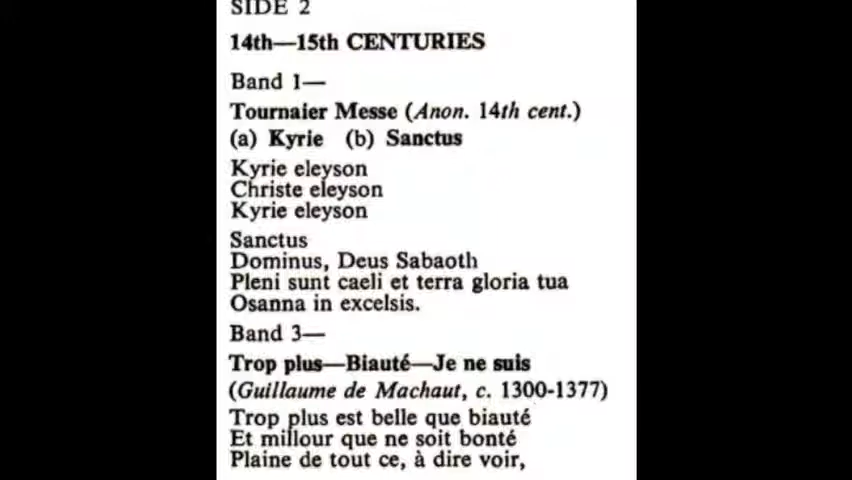 SIDE 2
14th—15th CENTURIES
Band 1—
Tournaier Messe (Anon. 14th cent.)
(a) Kyrie (b) Sanctus
Kyrie eleyson
Christe eleyson
Kyrie eleyson
Sanctus
Dominus, Deus Sabaoth
Pleni sunt caeli et terra gloria tua
Osanna in excelsis.
Band 3—
Trop plus—Biauté—Je ne suis
(Guillaume de Machaut, c. 1300-1377)
Trop plus est belle que biauté
Et millour que ne soit bonté
Plaine de tout ce, à dire voir,